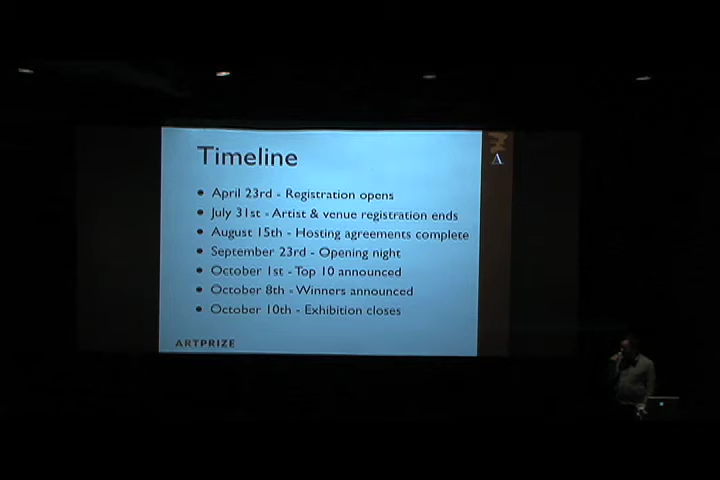 Timeline
A
• April 23rd - Registration opens
• July 31st - Artist & venue registration ends
• August 15th - Hosting agreements complete
• September 23rd - Opening night
• October 1st - Top 10 announced
• October 8th - Winners announced
• October 10th - Exhibition closes
ARTPRIZE